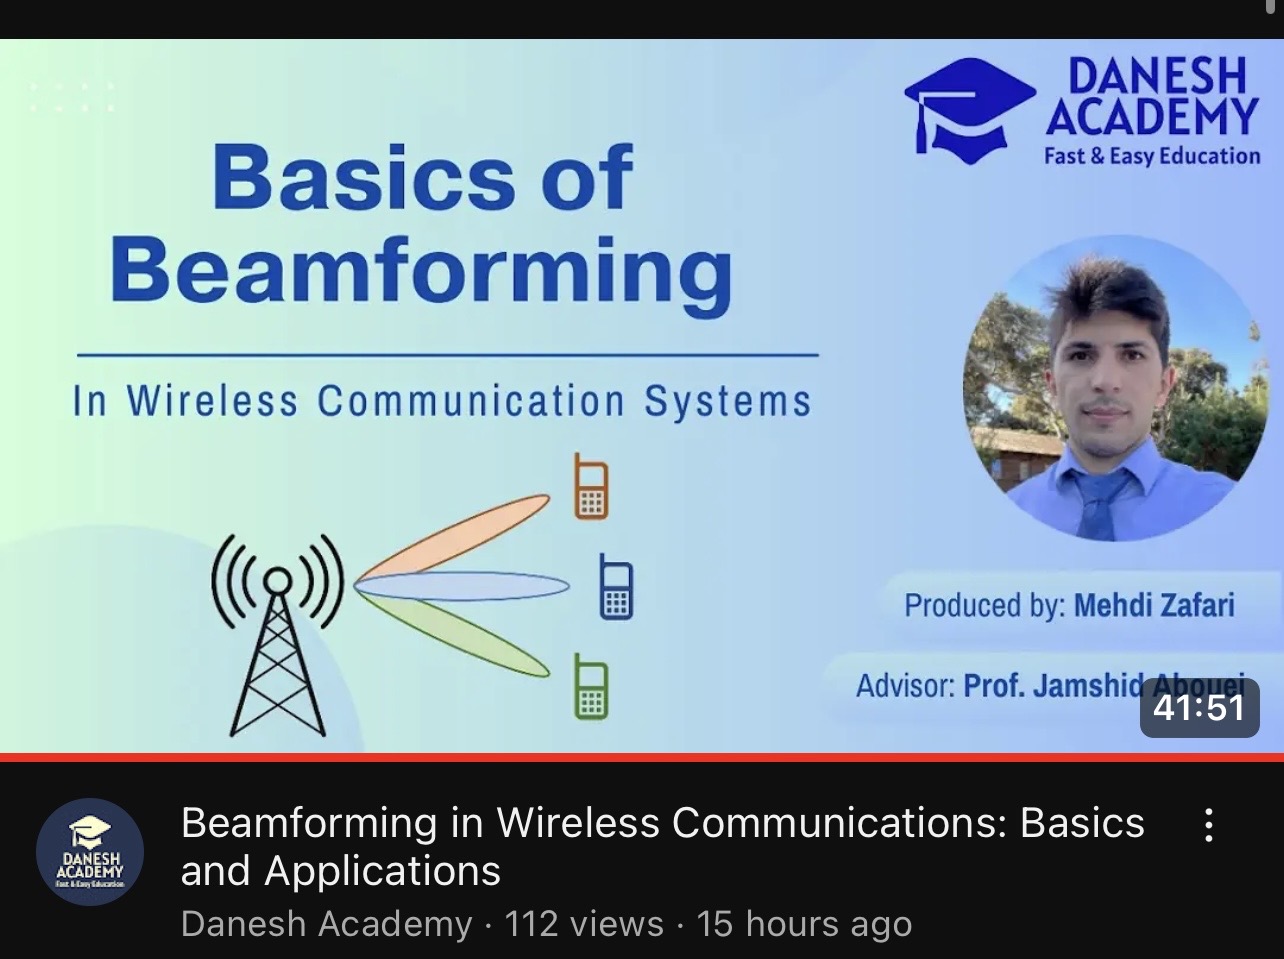 DANESH
ACADEMY
Fast & Easy Education
Basics of
Beamforming
In Wireless Communication Systems
Produced by: Mehdi Zafari
Advisor: Prof. Jamshid Abouei
41:51
DANESH
ACADEMY
Fast & Easy Education
Beamforming in Wireless Communications: Basics
and Applications
Danesh Academy · 112 views · 15 hours ago